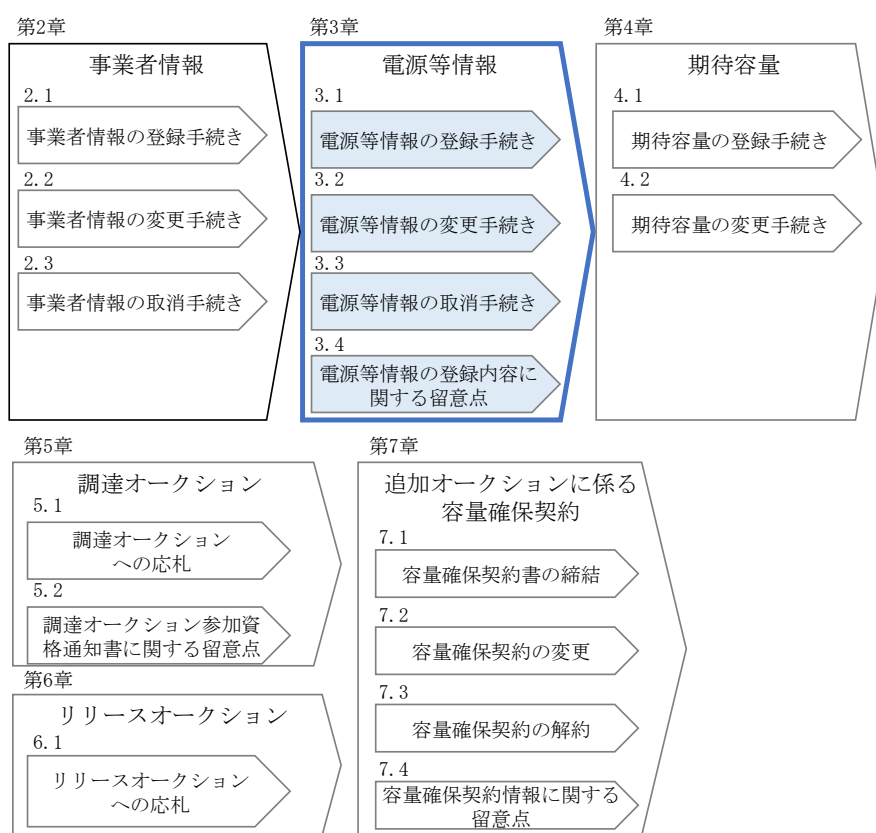 第2章
事業者情報
2.1
事業者情報の登録手続き
2.2
事業者情報の変更手続き
2.3
事業者情報の取消手続き
第3章
電源等情報
3.1
電源等情報の登録手続き
3.2
電源等情報の変更手続き
3.3
電源等情報の取消手続き
3.4
電源等情報の登録内容に
関する留意点
第4章
期待容量
4.1
期待容量の登録手続き
4.2
期待容量の変更手続き
第5章
調達オークション
5.1
調達オークション
への応札
5.2
調達オークション参加資
格通知書に関する留意点
第6章
リリースオークション
6.1
リリースオークション
への応札
第7章
追加オークションに係る
容量確保契約
7.1
容量確保契約書の締結
7.2
容量確保契約の変更
7.3
容量確保契約の解約
7.4
容量確保契約情報に関する
留意点